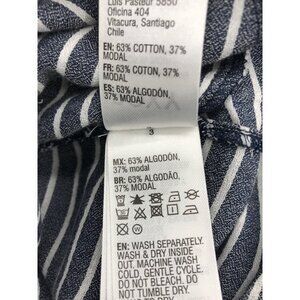 Luis Pasteur 5850
Oficina 404
Vitacura, Santiago
Chile
EN: 63% COTTON, 37%
MODAL
FR: 63% COTON, 37%
MODAL
ES: 63% ALGODÓN,
37% MODAL
3
MX: 63% ALGODÓN,
37% modal
BR: 63% ALGODÃO,
37% MODAL
EN: WASH SEPARATELY.
WASH & DRY INSIDE
OUT. MACHINE WASH
COLD, GENTLE CYCLE.
DO NOT BLEACH. DO
NOT TUMBLE DRY.